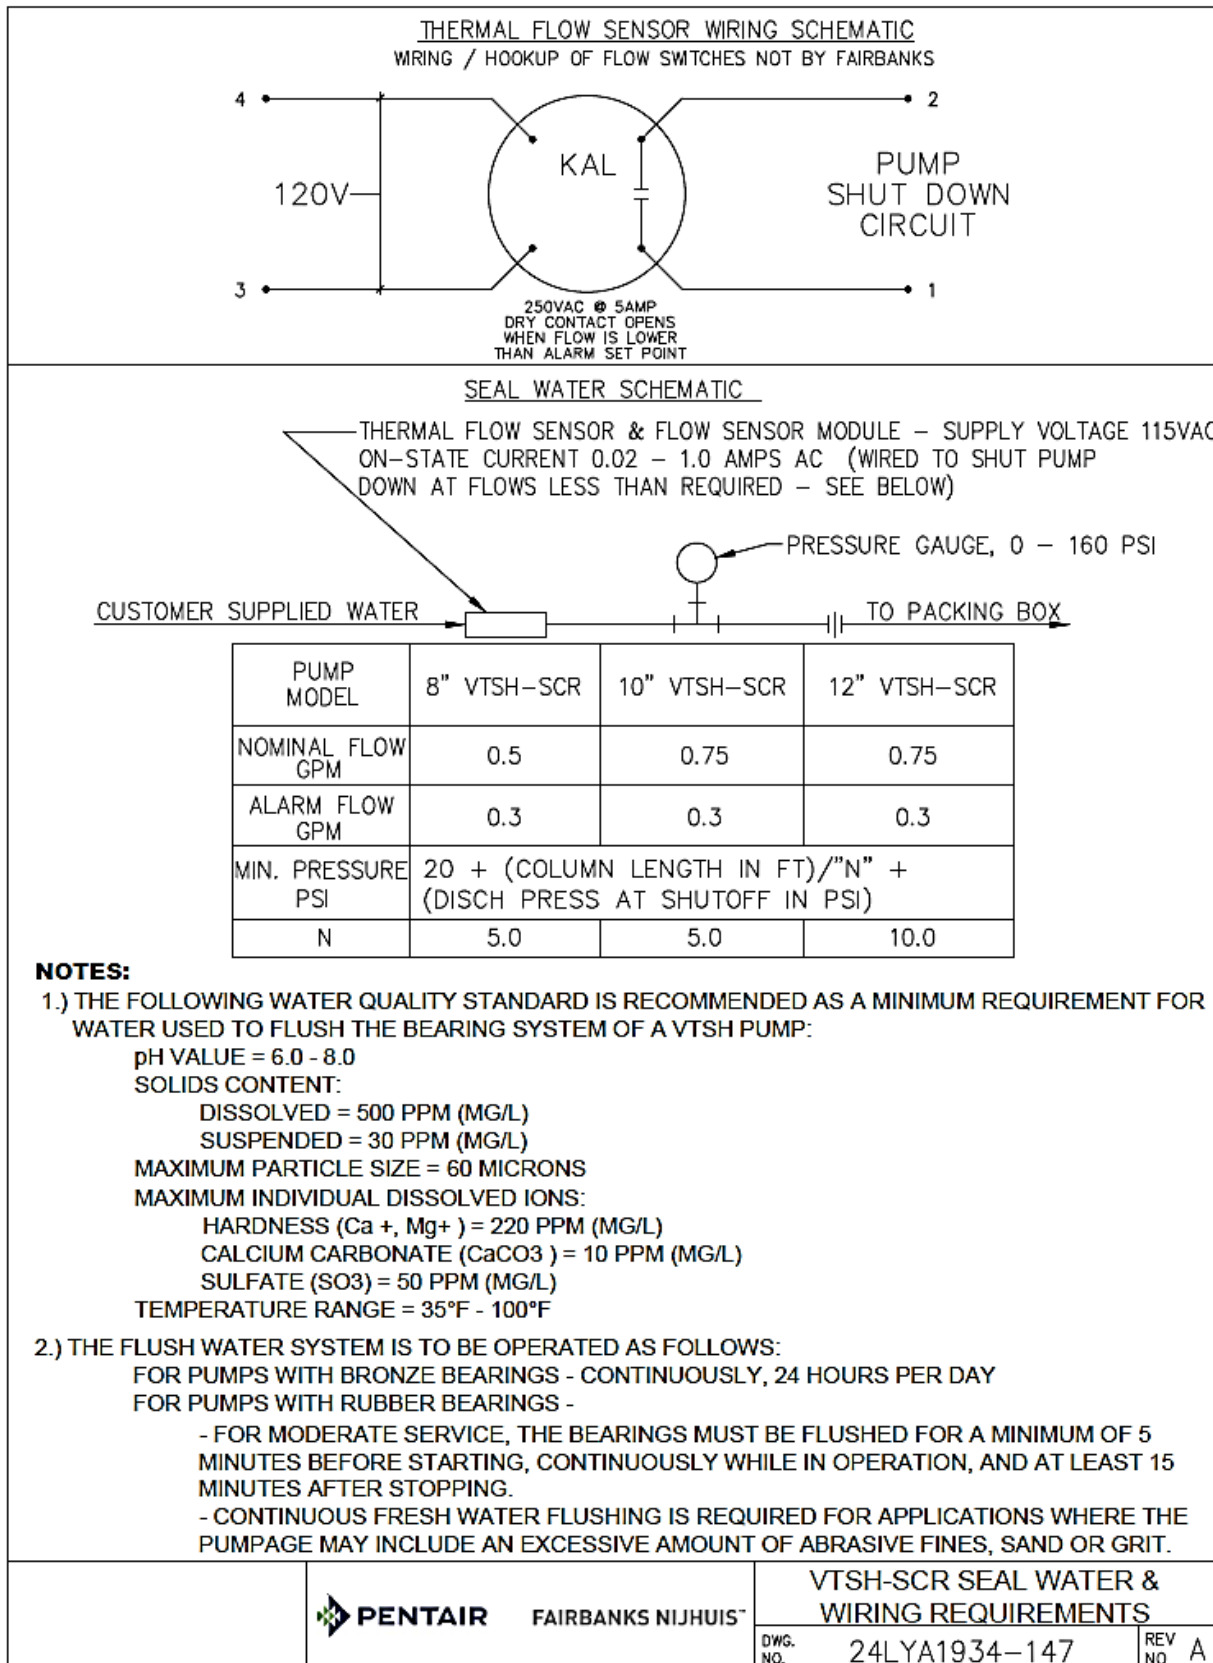 THERMAL FLOW SENSOR WIRING SCHEMATIC
WIRING / HOOKUP OF FLOW SWITCHES NOT BY FAIRBANKS
4
2
KAL
120V
PUMP
SHUT DOWN
CIRCUIT
3
1
250VAC @ 5AMP
DRY CONTACT OPENS
WHEN FLOW IS LOWER
THAN ALARM SET POINT
SEAL WATER SCHEMATIC
THERMAL FLOW SENSOR & FLOW SENSOR MODULE – SUPPLY VOLTAGE 115VAC
ON–STATE CURRENT 0.02 – 1.0 AMPS AC (WIRED TO SHUT PUMP
DOWN AT FLOWS LESS THAN REQUIRED – SEE BELOW)
PRESSURE GAUGE, 0 – 160 PSI
CUSTOMER SUPPLIED WATER
TO PACKING BOX
PUMP
MODEL
8" VTSH–SCR
10" VTSH–SCR
12" VTSH–SCR
NOMINAL FLOW
GPM
0.5
0.75
0.75
ALARM FLOW
GPM
0.3
0.3
0.3
MIN. PRESSURE
PSI
20 + (COLUMN LENGTH IN FT)/"N" +
(DISCH PRESS AT SHUTOFF IN PSI)
N
5.0
5.0
10.0
NOTES:
1.) THE FOLLOWING WATER QUALITY STANDARD IS RECOMMENDED AS A MINIMUM REQUIREMENT FOR
WATER USED TO FLUSH THE BEARING SYSTEM OF A VTSH PUMP:
pH VALUE = 6.0 - 8.0
SOLIDS CONTENT:
DISSOLVED = 500 PPM (MG/L)
SUSPENDED = 30 PPM (MG/L)
MAXIMUM PARTICLE SIZE = 60 MICRONS
MAXIMUM INDIVIDUAL DISSOLVED IONS:
HARDNESS (Ca +, Mg+ ) = 220 PPM (MG/L)
CALCIUM CARBONATE (CaCO3 ) = 10 PPM (MG/L)
SULFATE (SO3) = 50 PPM (MG/L)
TEMPERATURE RANGE = 35°F - 100°F
2.) THE FLUSH WATER SYSTEM IS TO BE OPERATED AS FOLLOWS:
FOR PUMPS WITH BRONZE BEARINGS - CONTINUOUSLY, 24 HOURS PER DAY
FOR PUMPS WITH RUBBER BEARINGS -
- FOR MODERATE SERVICE, THE BEARINGS MUST BE FLUSHED FOR A MINIMUM OF 5
MINUTES BEFORE STARTING, CONTINUOUSLY WHILE IN OPERATION, AND AT LEAST 15
MINUTES AFTER STOPPING.
- CONTINUOUS FRESH WATER FLUSHING IS REQUIRED FOR APPLICATIONS WHERE THE
PUMPAGE MAY INCLUDE AN EXCESSIVE AMOUNT OF ABRASIVE FINES, SAND OR GRIT.
PENTAIR
FAIRBANKS NIJHUIS™
VTSH-SCR SEAL WATER &
WIRING REQUIREMENTS
DWG.
NO.
24LYA1934–147
REV
NO
A